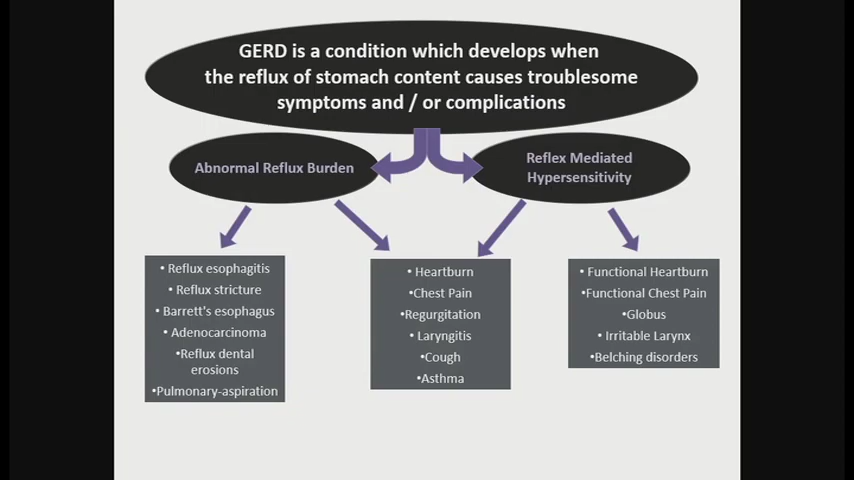 GERD is a condition which develops when
the reflux of stomach content causes troublesome
symptoms and / or complications
Abnormal Reflux Burden
Reflex Mediated
Hypersensitivity
• Reflux esophagitis
• Reflux stricture
• Barrett's esophagus
• Adenocarcinoma
•Reflux dental
erosions
•Pulmonary-aspiration
• Heartburn
•Chest Pain
•Regurgitation
• Laryngitis
•Cough
•Asthma
• Functional Heartburn
•Functional Chest Pain
•Globus
• Irritable Larynx
•Belching disorders